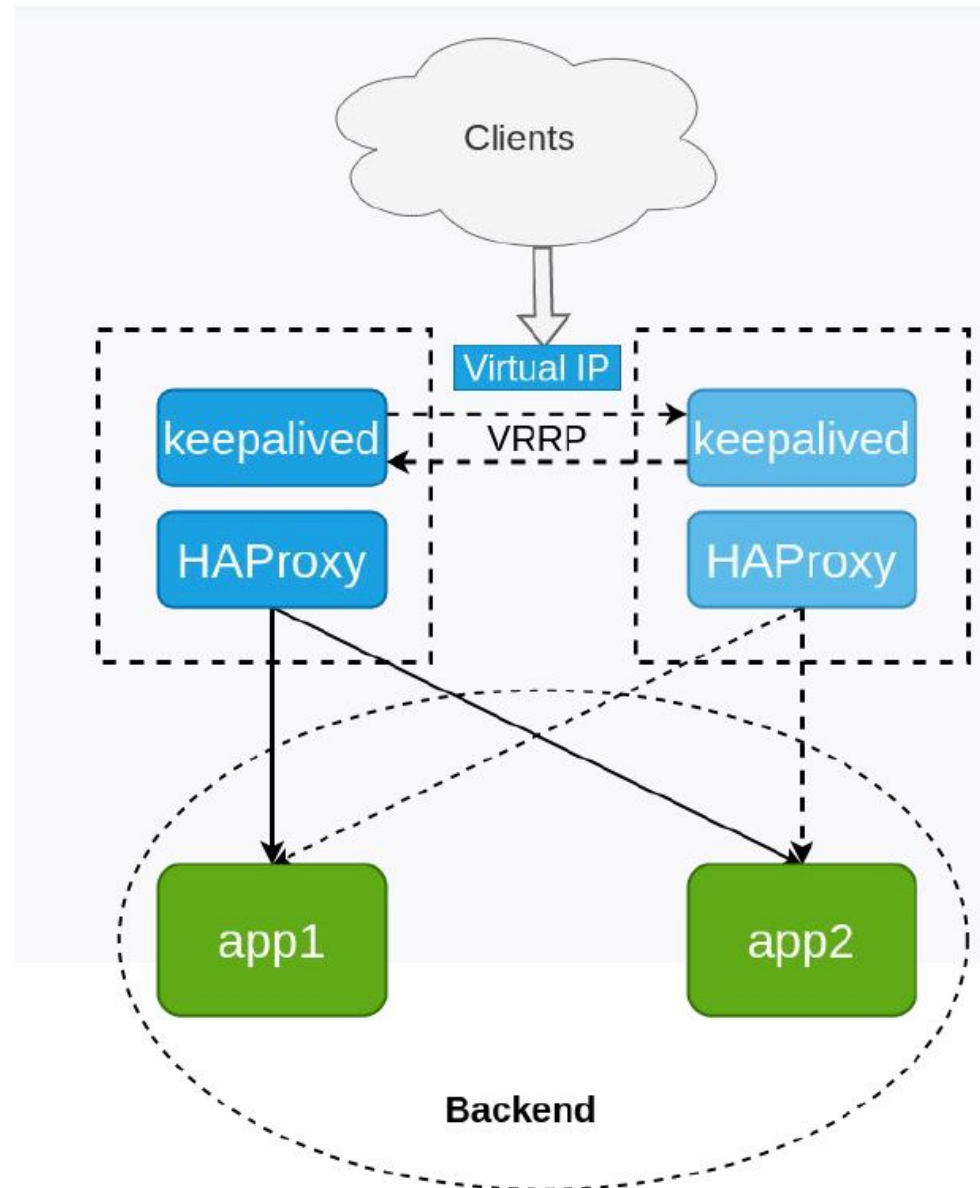 Clients
Virtual IP
keepalived
VRRP
keepalived
HAProxy
HAProxy
app1
app2
Backend